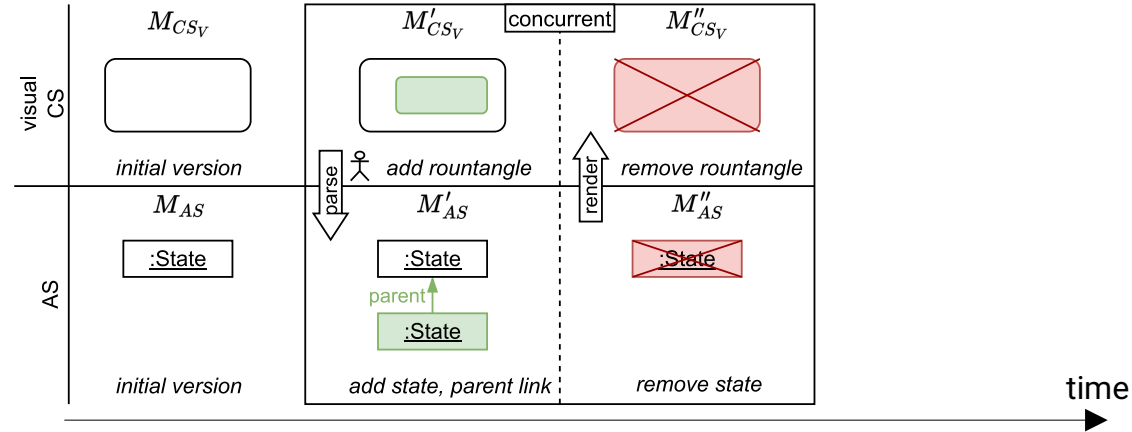 M_{CS_V}
M'_{CS_V}
concurrent
M''_{CS_V}
visual
CS
initial version
add rountangle
remove rountangle
parse
render
M_{AS}
M'_{AS}
M''_{AS}
:State
:State
:State
parent
:State
AS
initial version
add state, parent link
remove state
time